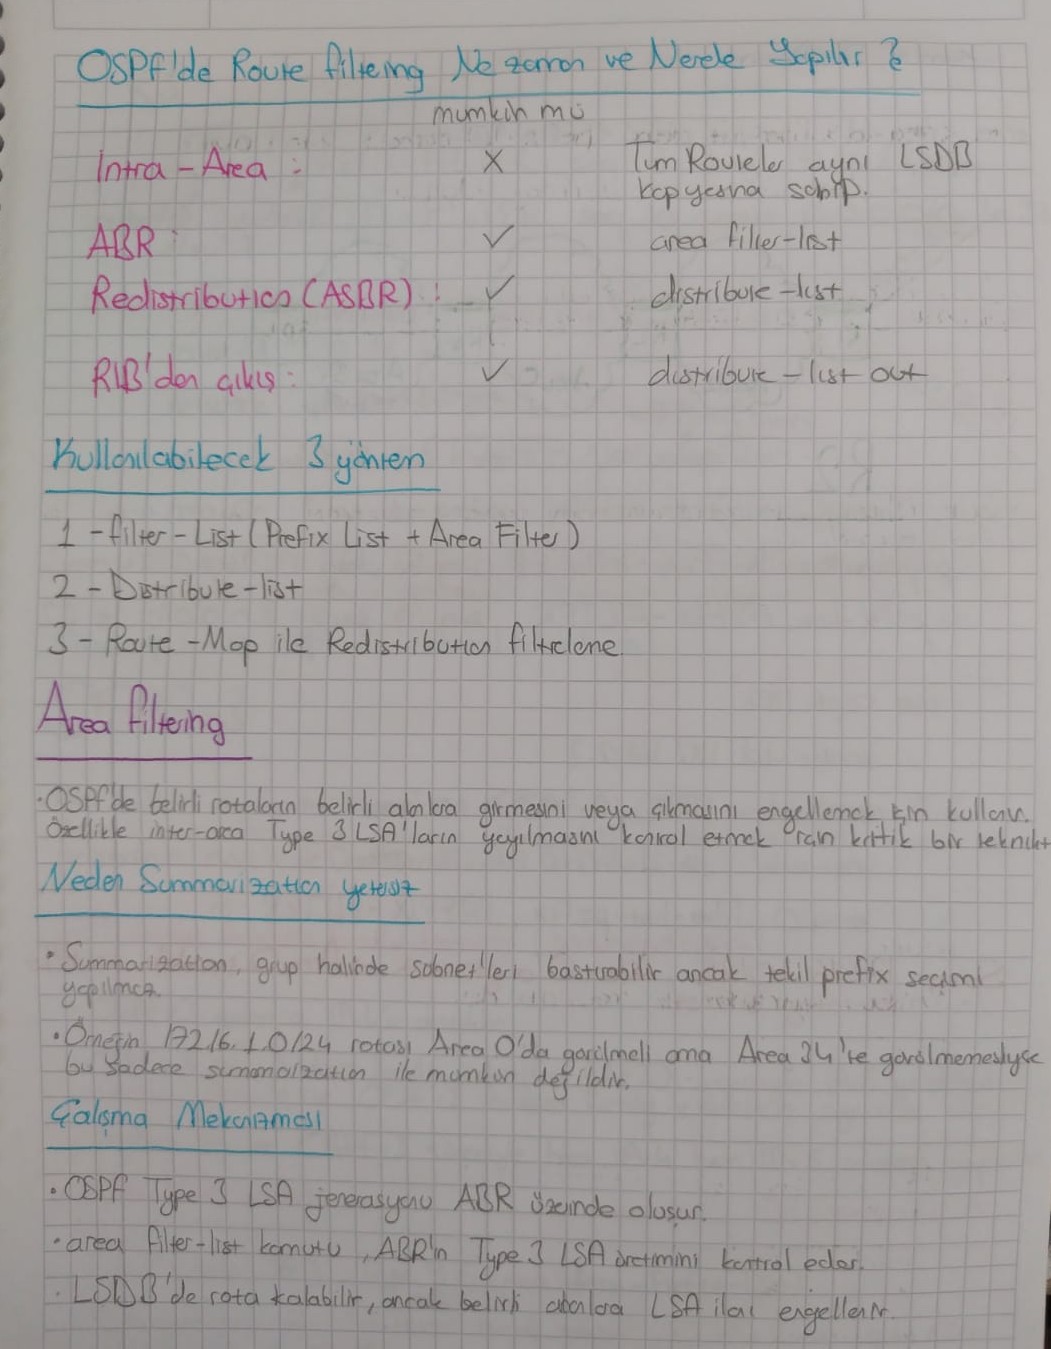 OSPF'de Route filtering Ne zaman ve Nerde Yapılır ?
mumkün mü
Intra - Area : X Tüm Routeler aynı LSDB
kopyasına sahip.
ABR : ✓ area filter-list
Redistribution (ASBR) : ✓ distribute-list
RIB'den çıkış : ✓ distribute-list out
Kullanılabilecek 3 yöntem
1 - filter - List (Prefix List + Area Filter)
2 - Distribute-list
3 - Route - Map ile Redistribution filtreleme
Area filtering
· OSPF'de belirli rotaların belirli alanlara girmesini veya çıkmasını engellemek için kullanılır.
Özellikle inter-area Type 3 LSA'ların yayılmasını kontrol etmek için kritik bir teknikt
Neden Summarization yetersiz
· Summarization, grup halinde subnet'leri bastırabilir ancak tekil prefix seçimi
yapılamaz.
· Örneğin 172.16.1.0/24 rotası Area 0'da görülmeli ama Area 34'te görülmemeliyse
bu sadece summarization ile mumkün değildir.
Çalışma Mekanizması
· OSPF Type 3 LSA jenerasyonu ABR üzerinde oluşur.
· area filter-list komutu, ABR'ın Type 3 LSA üretimini kontrol eder.
· LSDB'de rota kalabilir, ancak belirli alanlara LSA ilanı engellenir.